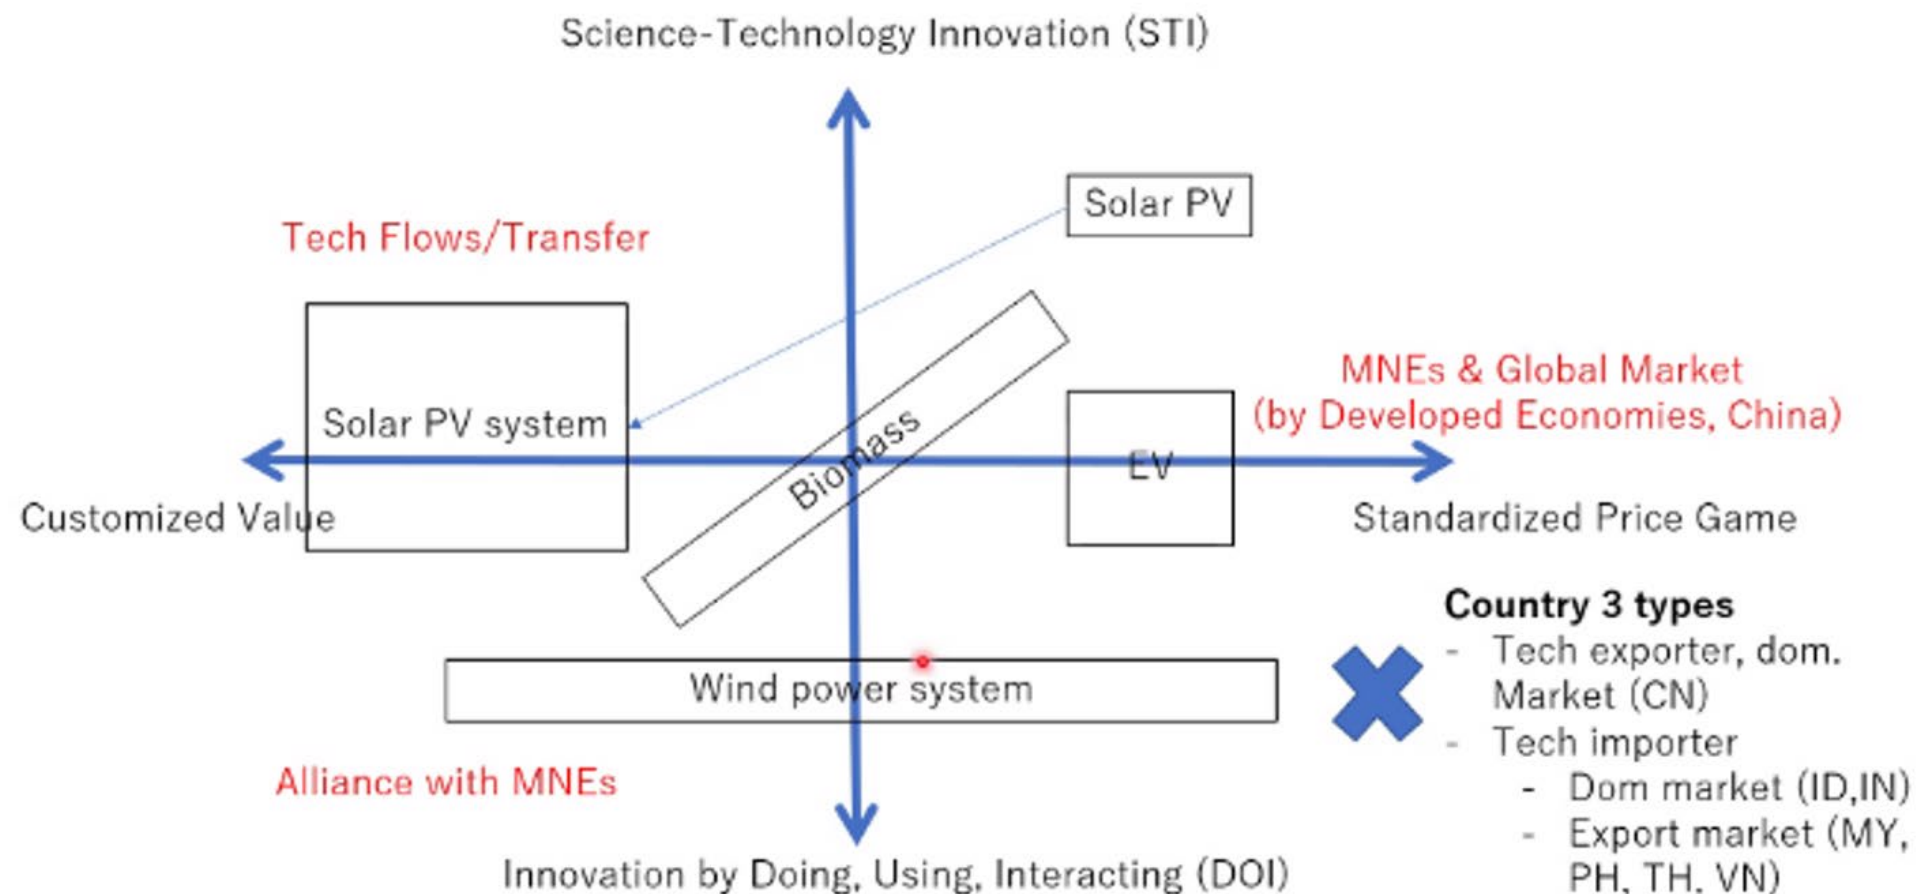 Science-Technology Innovation (STI)
Solar PV
Tech Flows/Transfer
Solar PV system
Biomass
MNEs & Global Market
(by Developed Economies, China)
EV
Customized Value
Standardized Price Game
Wind power system
Alliance with MNEs
Innovation by Doing, Using, Interacting (DOI)
Country 3 types
- Tech exporter, dom.
Market (CN)
- Tech importer
- Dom market (ID,IN)
- Export market (MY,
PH, TH, VN)